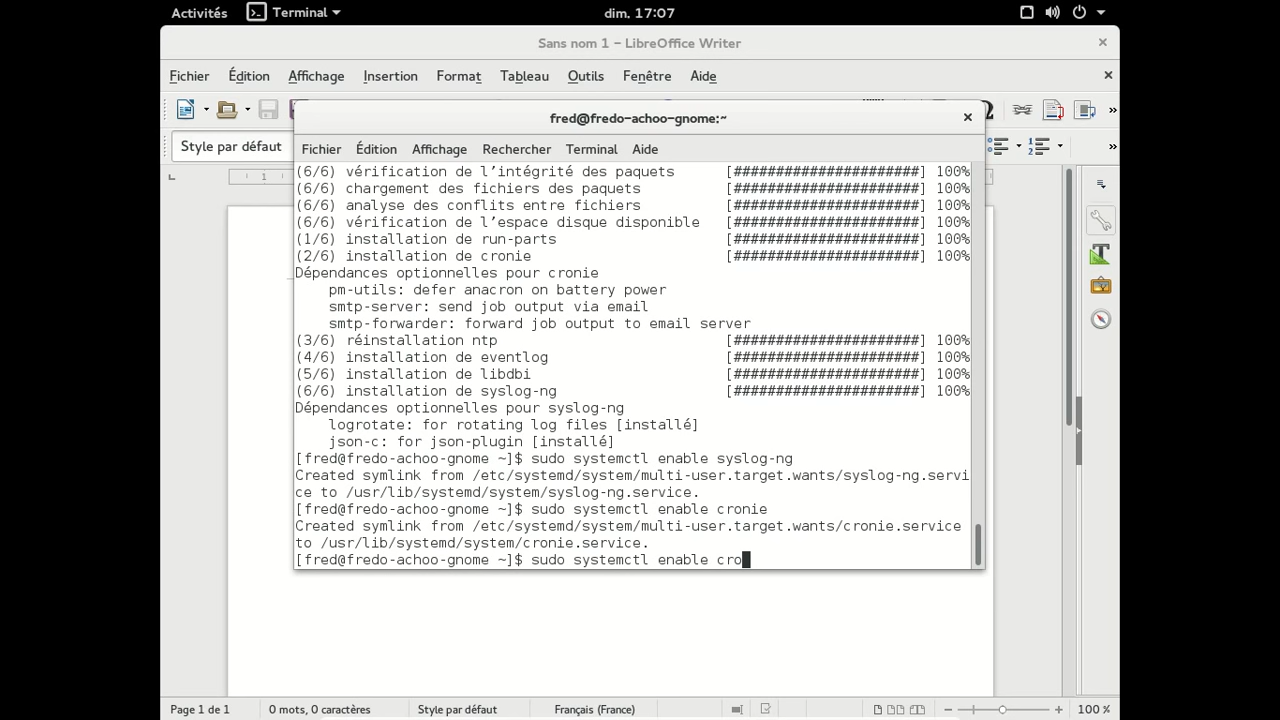 Activités Terminal dim. 17:07
Sans nom 1 – LibreOffice Writer
Fichier Édition Affichage Insertion Format Tableau Outils Fenêtre Aide
Style par défaut
1
fred@fredo-achoo-gnome:~
Fichier Édition Affichage Rechercher Terminal Aide
(6/6) vérification de l’intégrité des paquets [######################] 100%
(6/6) chargement des fichiers des paquets [######################] 100%
(6/6) analyse des conflits entre fichiers [######################] 100%
(6/6) vérification de l’espace disque disponible [######################] 100%
(1/6) installation de run-parts [######################] 100%
(2/6) installation de cronie [######################] 100%
Dépendances optionnelles pour cronie
pm-utils: defer anacron on battery power
smtp-server: send job output via email
smtp-forwarder: forward job output to email server
(3/6) réinstallation ntp [######################] 100%
(4/6) installation de eventlog [######################] 100%
(5/6) installation de libdbi [######################] 100%
(6/6) installation de syslog-ng [######################] 100%
Dépendances optionnelles pour syslog-ng
logrotate: for rotating log files [installé]
json-c: for json-plugin [installé]
[fred@fredo-achoo-gnome ~]$ sudo systemctl enable syslog-ng
Created symlink from /etc/systemd/system/multi-user.target.wants/syslog-ng.servi
ce to /usr/lib/systemd/system/syslog-ng.service.
[fred@fredo-achoo-gnome ~]$ sudo systemctl enable cronie
Created symlink from /etc/systemd/system/multi-user.target.wants/cronie.service
to /usr/lib/systemd/system/cronie.service.
[fred@fredo-achoo-gnome ~]$ sudo systemctl enable cro
Page 1 de 1 0 mots, 0 caractères Style par défaut Français (France) 100 %